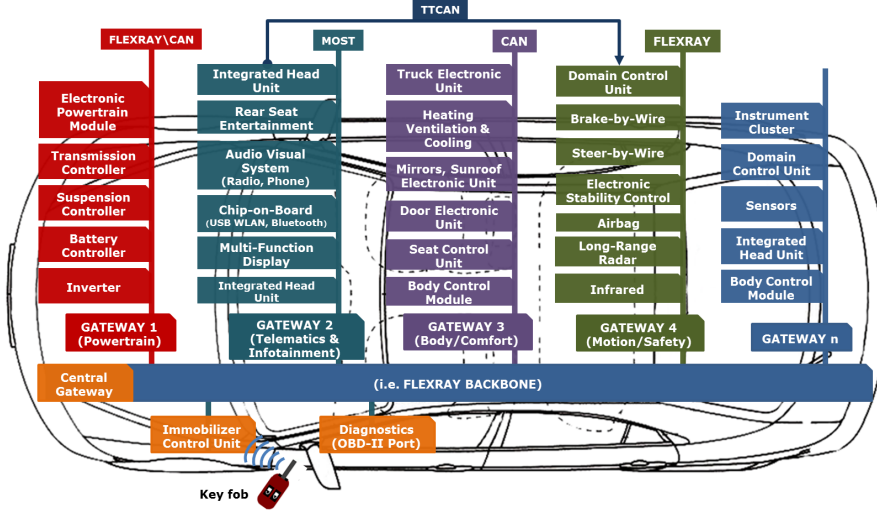 TTCAN
FLEXRAY\CAN
MOST
CAN
FLEXRAY
Electronic
Powertrain
Module
Transmission
Controller
Suspension
Controller
Battery
Controller
Inverter
GATEWAY 1
(Powertrain)
Integrated Head
Unit
Rear Seat
Entertainment
Audio Visual
System
(Radio, Phone)
Chip-on-Board
(USB WLAN, Bluetooth)
Multi-Function
Display
Integrated Head
Unit
GATEWAY 2
(Telematics &
Infotainment)
Truck Electronic
Unit
Heating
Ventilation &
Cooling
Mirrors, Sunroof
Electronic Unit
Door Electronic
Unit
Seat Control
Unit
Body Control
Module
GATEWAY 3
(Body/Comfort)
Domain Control
Unit
Brake-by-Wire
Steer-by-Wire
Electronic
Stability Control
Airbag
Long-Range
Radar
Infrared
GATEWAY 4
(Motion/Safety)
Instrument
Cluster
Domain
Control Unit
Sensors
Integrated
Head Unit
Body Control
Module
GATEWAY n
Central
Gateway
(i.e. FLEXRAY BACKBONE)
Immobilizer
Control Unit
Diagnostics
(OBD-II Port)
Key fob